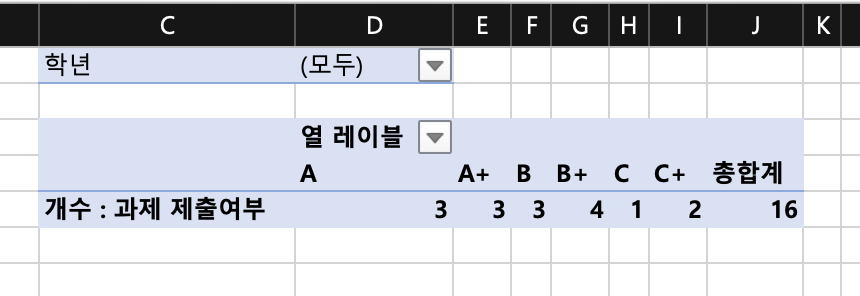 C D E F G H I J K
학년 (모두)
열 레이블
A A+ B B+ C C+ 총합계
개수 : 과제 제출여부 3 3 3 4 1 2 16